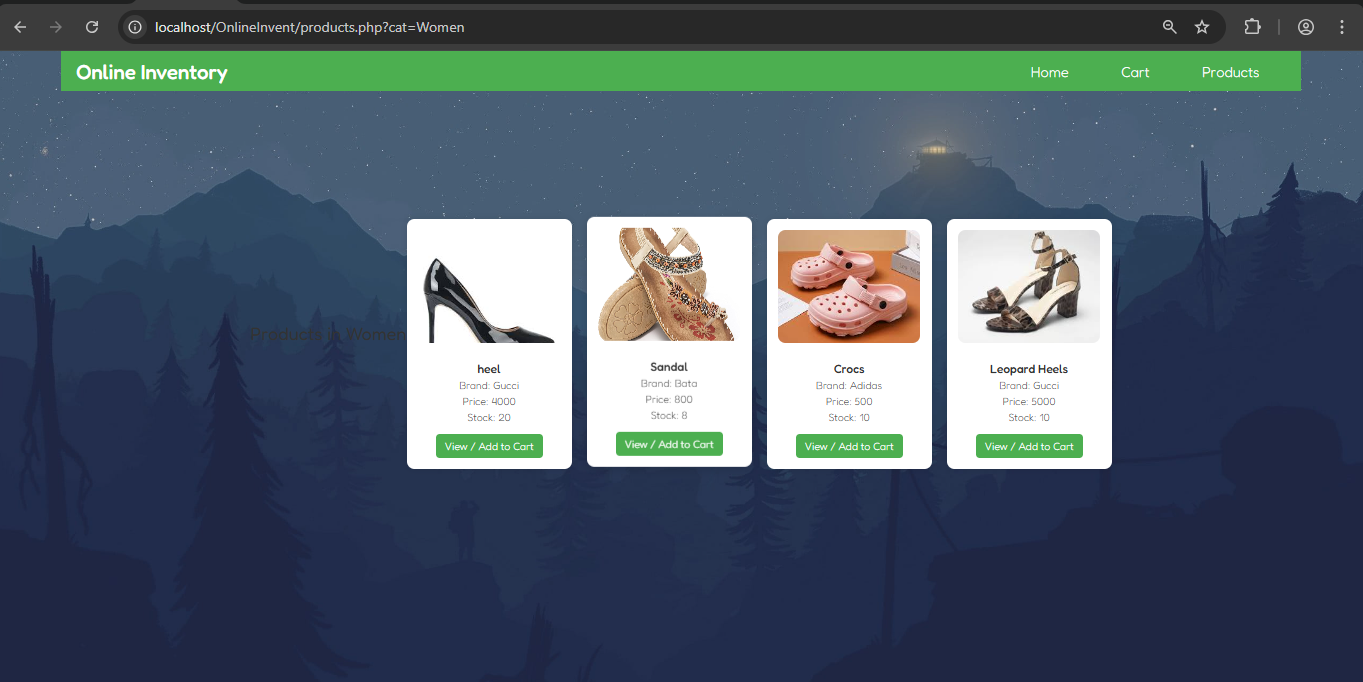 localhost/OnlineInvent/products.php?cat=Women
Online Inventory
Home Cart Products
Products in Women
heel
Brand: Gucci
Price: 4000
Stock: 20
View / Add to Cart
Sandal
Brand: Bata
Price: 800
Stock: 8
View / Add to Cart
Crocs
Brand: Adidas
Price: 500
Stock: 10
View / Add to Cart
Leopard Heels
Brand: Gucci
Price: 5000
Stock: 10
View / Add to Cart